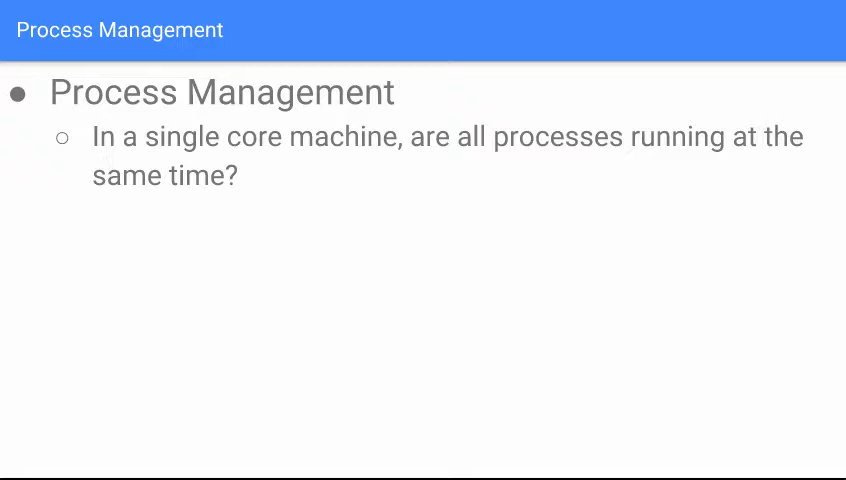 Process Management
● Process Management
○ In a single core machine, are all processes running at the
same time?